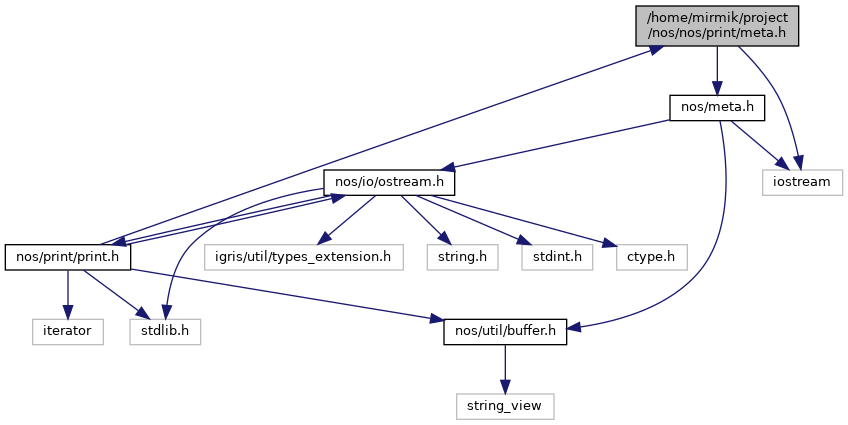 /home/mirmik/project
/nos/nos/print/meta.h
nos/meta.h
iostream
nos/io/ostream.h
nos/print/print.h
igris/util/types_extension.h
string.h
stdint.h
ctype.h
iterator
stdlib.h
nos/util/buffer.h
string_view